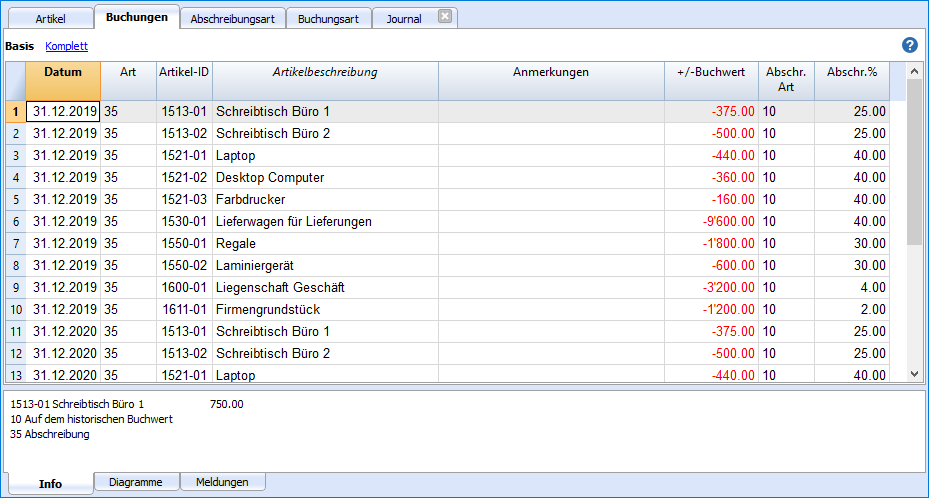 Artikel Buchungen Abschreibungsart Buchungsart Journal
Basis Komplett ?
Datum Art Artikel-ID Artikelbeschreibung Anmerkungen +/-Buchwert Abschr. Art Abschr.%
1 31.12.2019 35 1513-01 Schreibtisch Büro 1 -375.00 10 25.00
2 31.12.2019 35 1513-02 Schreibtisch Büro 2 -500.00 10 25.00
3 31.12.2019 35 1521-01 Laptop -440.00 10 40.00
4 31.12.2019 35 1521-02 Desktop Computer -360.00 10 40.00
5 31.12.2019 35 1521-03 Farbdrucker -160.00 10 40.00
6 31.12.2019 35 1530-01 Lieferwagen für Lieferungen -9'600.00 10 40.00
7 31.12.2019 35 1550-01 Regale -1'800.00 10 30.00
8 31.12.2019 35 1550-02 Laminiergerät -600.00 10 30.00
9 31.12.2019 35 1600-01 Liegenschaft Geschäft -3'200.00 10 4.00
10 31.12.2019 35 1611-01 Firmengrundstück -1'200.00 10 2.00
11 31.12.2020 35 1513-01 Schreibtisch Büro 1 -375.00 10 25.00
12 31.12.2020 35 1513-02 Schreibtisch Büro 2 -500.00 10 25.00
13 31.12.2020 35 1521-01 Laptop -440.00 10 40.00
1513-01 Schreibtisch Büro 1 750.00
10 Auf dem historischen Buchwert
35 Abschreibung
Info Diagramme Meldungen